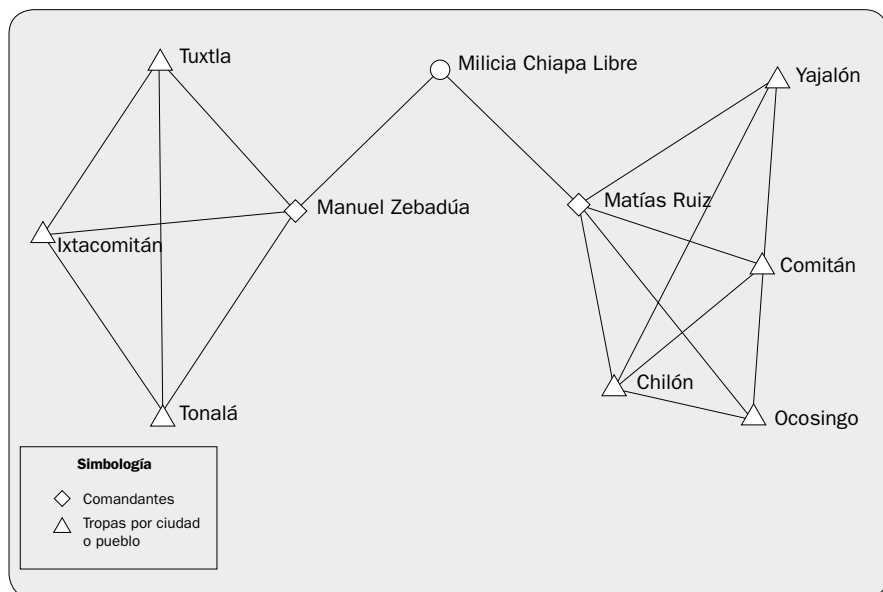 Tuxtla
Milicia Chiapa Libre
Yajalón
Manuel Zebadúa
Matías Ruiz
Ixtacomitán
Comitán
Chilón
Tonalá
Ocosingo
Simbología
Comandantes
Tropas por ciudad
o pueblo